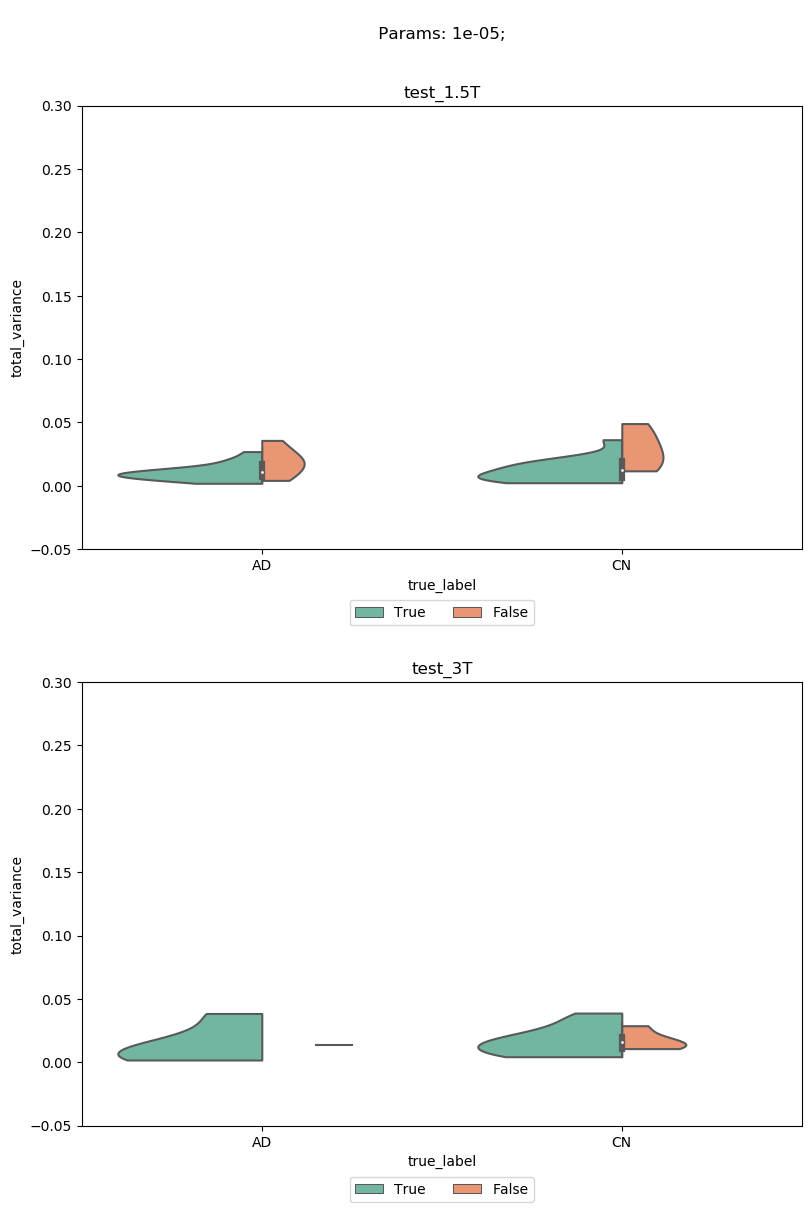 Params: 1e-05;
test_1.5T
0.30
0.25
0.20
0.15
0.10
0.05
0.00
−0.05
total_variance
AD CN
true_label
True False
test_3T
0.30
0.25
0.20
0.15
0.10
0.05
0.00
−0.05
total_variance
AD CN
true_label
True False